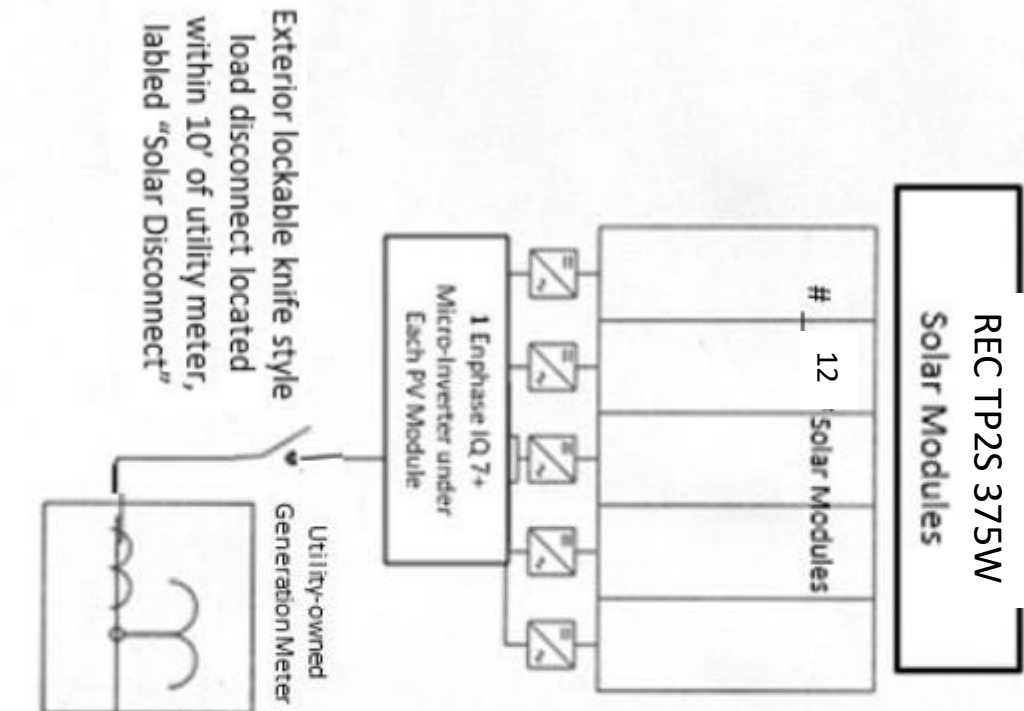 REC TP2S 375W
Solar Modules
# _ 12 Solar Modules
1 Enphase IQ 7+
Micro-Inverter under
Each PV Module
Exterior lockable knife style
load disconnect located
within 10' of utility meter,
labled “Solar Disconnect”
Utility-owned
Generation Meter